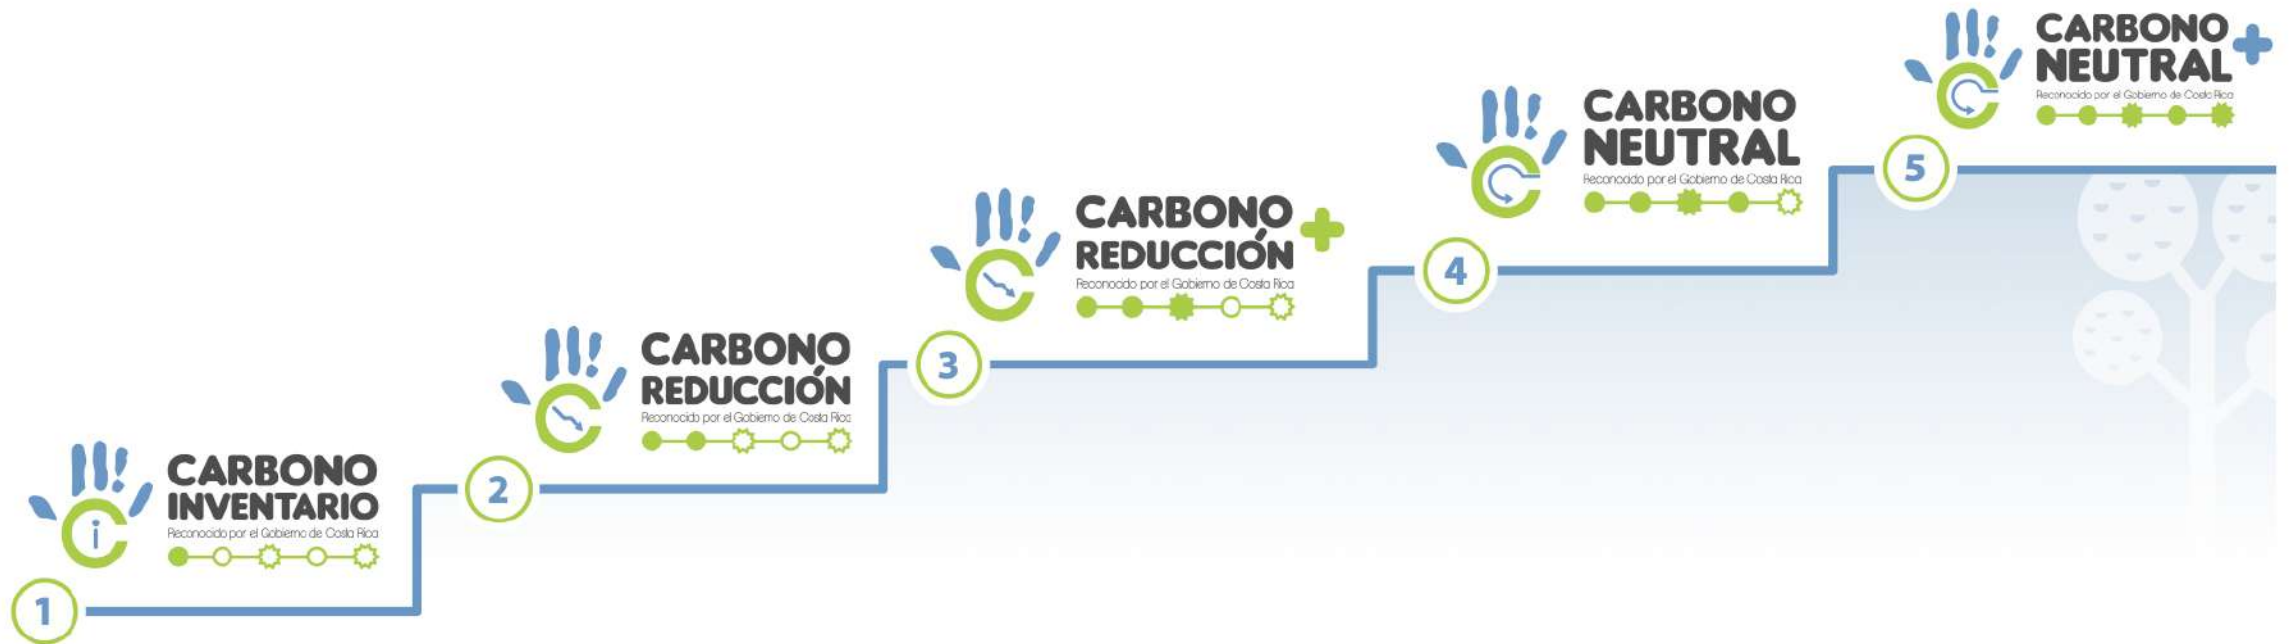 1
CARBONO
INVENTARIO
Reconocido por el Gobierno de Costa Rica
2
CARBONO
REDUCCIÓN
Reconocido por el Gobierno de Costa Rica
3
CARBONO
REDUCCIÓN+
Reconocido por el Gobierno de Costa Rica
4
CARBONO
NEUTRAL
Reconocido por el Gobierno de Costa Rica
5
CARBONO
NEUTRAL+
Reconocido por el Gobierno de Costa Rica